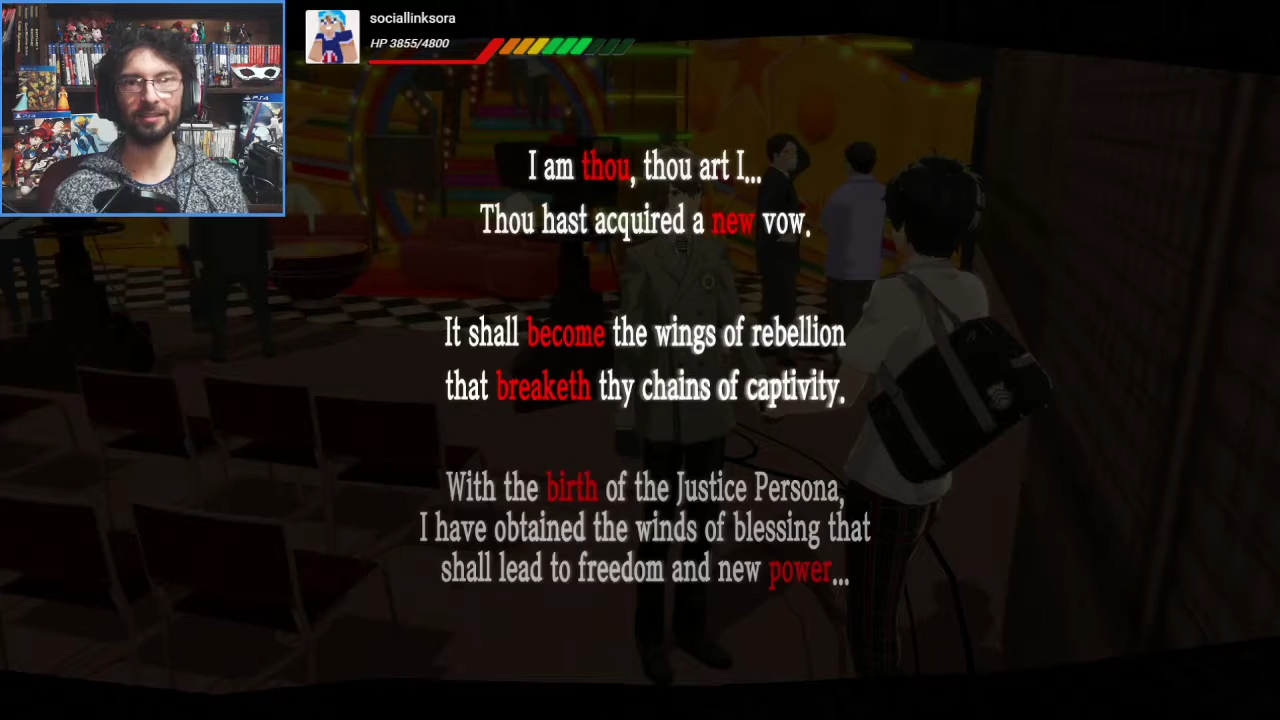 sociallinksora
HP 3855/4800
I am thou, thou art I...
Thou hast acquired a new vow.
It shall become the wings of rebellion
that breaketh thy chains of captivity.
With the birth of the Justice Persona,
I have obtained the winds of blessing that
shall lead to freedom and new power...